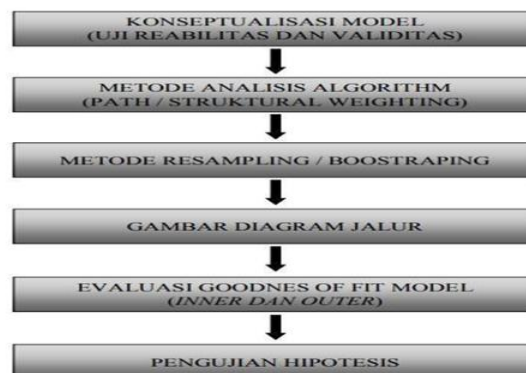 KONSEPTUALISASI MODEL
(UJI REABILITAS DAN VALIDITAS)
METODE ANALISIS ALGORITHM
(PATH / STRUKTURAL WEIGHTING)
METODE RESAMPLING / BOOSTRAPING
GAMBAR DIAGRAM JALUR
EVALUASI GOODNES OF FIT MODEL
(INNER DAN OUTER)
PENGUJIAN HIPOTESIS